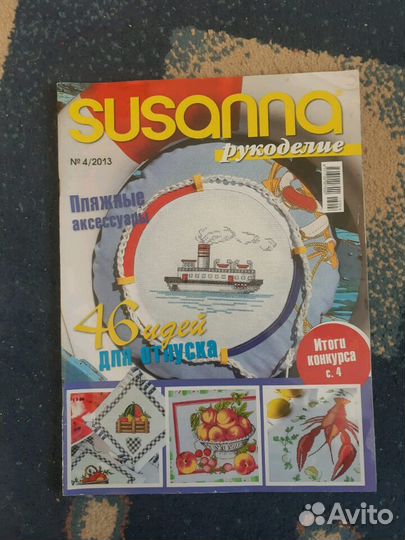 susanna
рукоделие
№ 4/2013
Пляжные
аксессуары
46 идей
для отпуска
Итоги
конкурса
с. 4
Avito